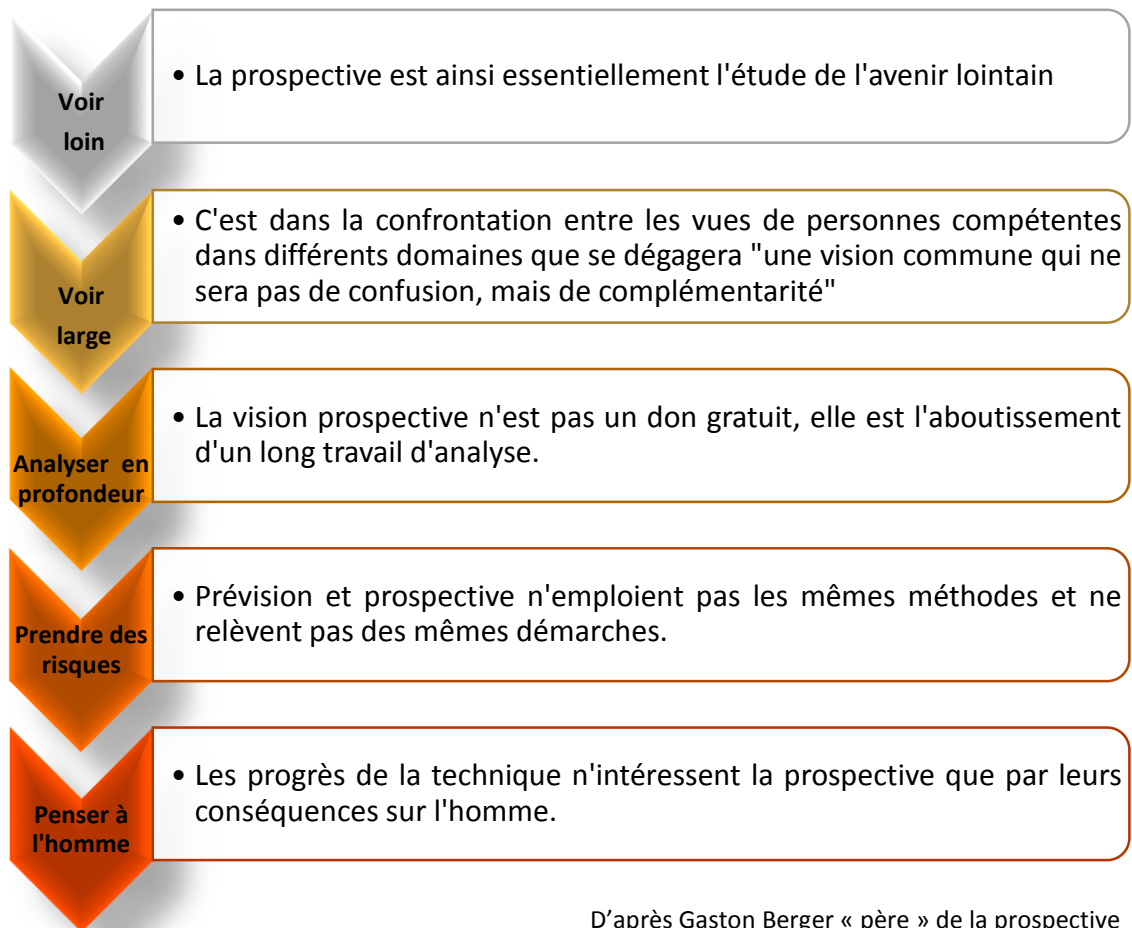 Voir
loin
• La prospective est ainsi essentiellement l'étude de l'avenir lointain
Voir
large
• C'est dans la confrontation entre les vues de personnes compétentes
dans différents domaines que se dégagera "une vision commune qui ne
sera pas de confusion, mais de complémentarité"
Analyser en
profondeur
• La vision prospective n'est pas un don gratuit, elle est l'aboutissement
d'un long travail d'analyse.
Prendre des
risques
• Prévision et prospective n'emploient pas les mêmes méthodes et ne
relèvent pas des mêmes démarches.
Penser à
l'homme
• Les progrès de la technique n'intéressent la prospective que par leurs
conséquences sur l'homme.
D’après Gaston Berger « père » de la prospective